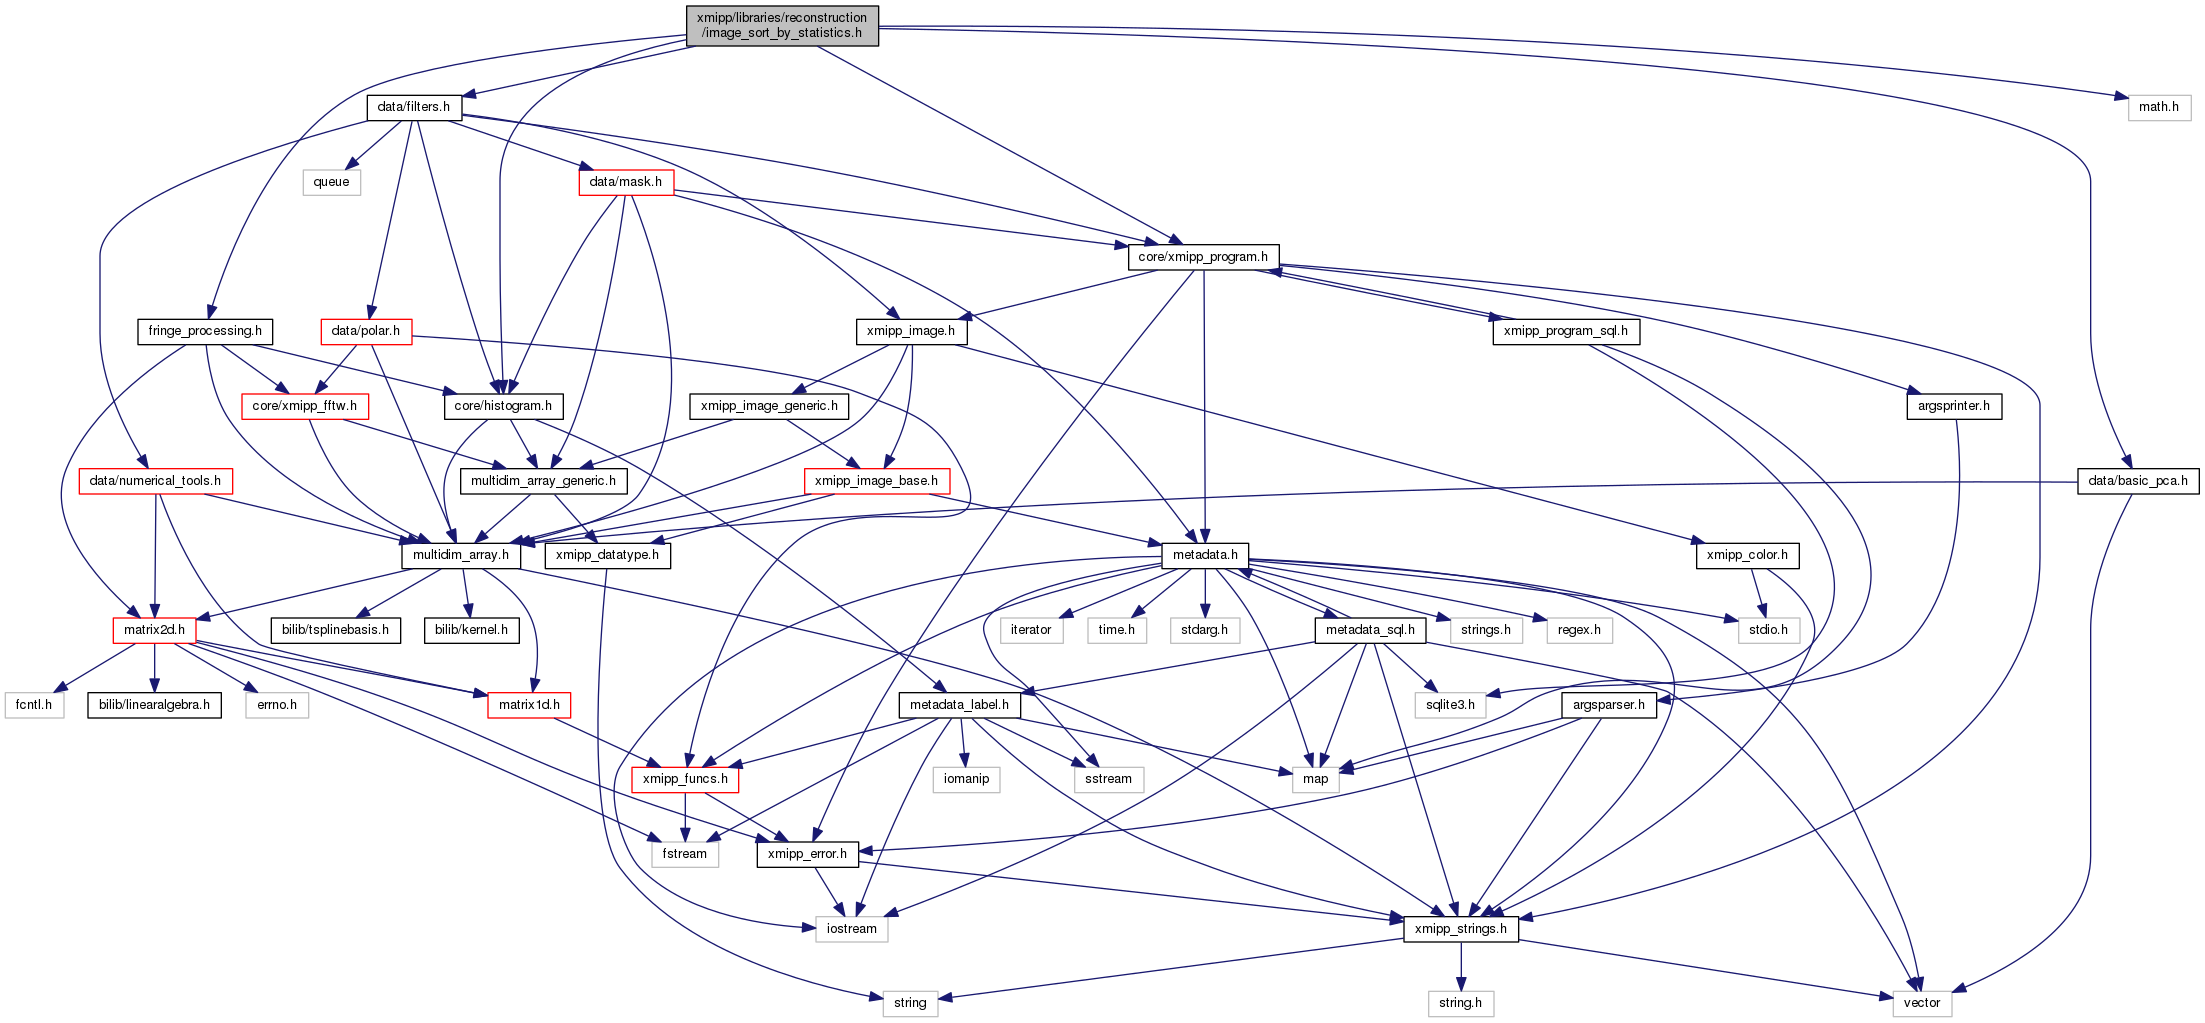 xmipp/libraries/reconstruction
/image_sort_by_statistics.h
data/filters.h
math.h
queue
data/mask.h
core/xmipp_program.h
fringe_processing.h
data/polar.h
xmipp_image.h
xmipp_program_sql.h
core/xmipp_fftw.h
core/histogram.h
xmipp_image_generic.h
argsprinter.h
data/numerical_tools.h
multidim_array_generic.h
xmipp_image_base.h
data/basic_pca.h
multidim_array.h
xmipp_datatype.h
metadata.h
xmipp_color.h
matrix2d.h
bilib/tsplinebasis.h
bilib/kernel.h
iterator
time.h
stdarg.h
metadata_sql.h
strings.h
regex.h
stdio.h
fcntl.h
bilib/linearalgebra.h
errno.h
matrix1d.h
metadata_label.h
sqlite3.h
argsparser.h
xmipp_funcs.h
iomanip
sstream
map
fstream
xmipp_error.h
iostream
xmipp_strings.h
string
string.h
vector